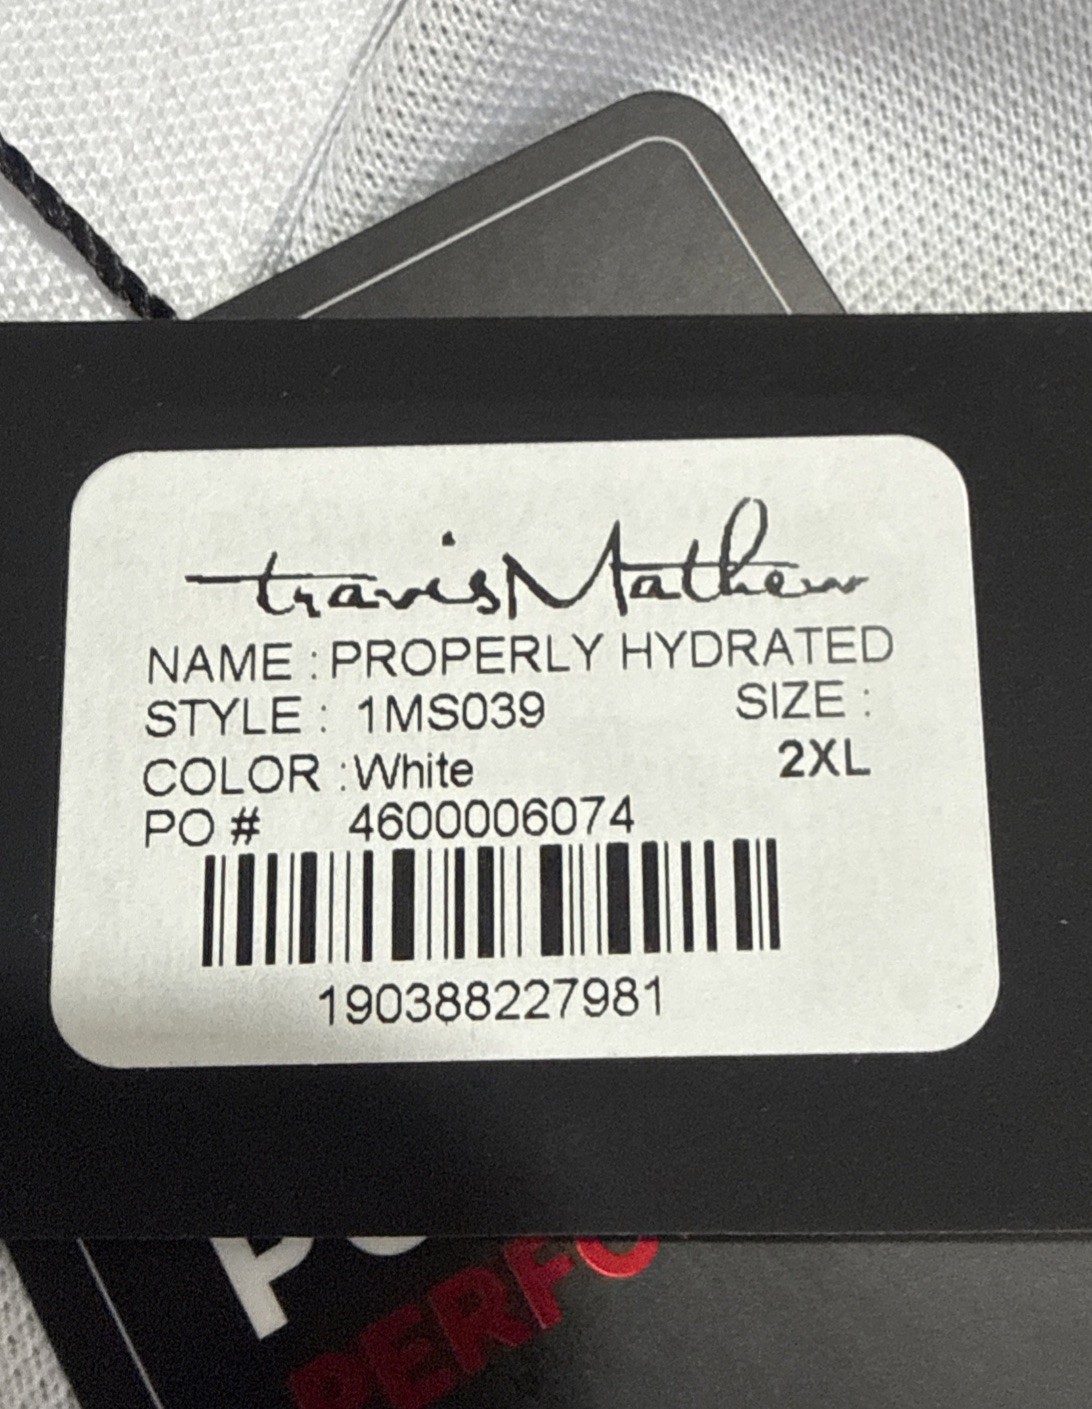 travisMathew
NAME : PROPERLY HYDRATED
STYLE : 1MS039 SIZE :
COLOR : White 2XL
PO # 4600006074
190388227981